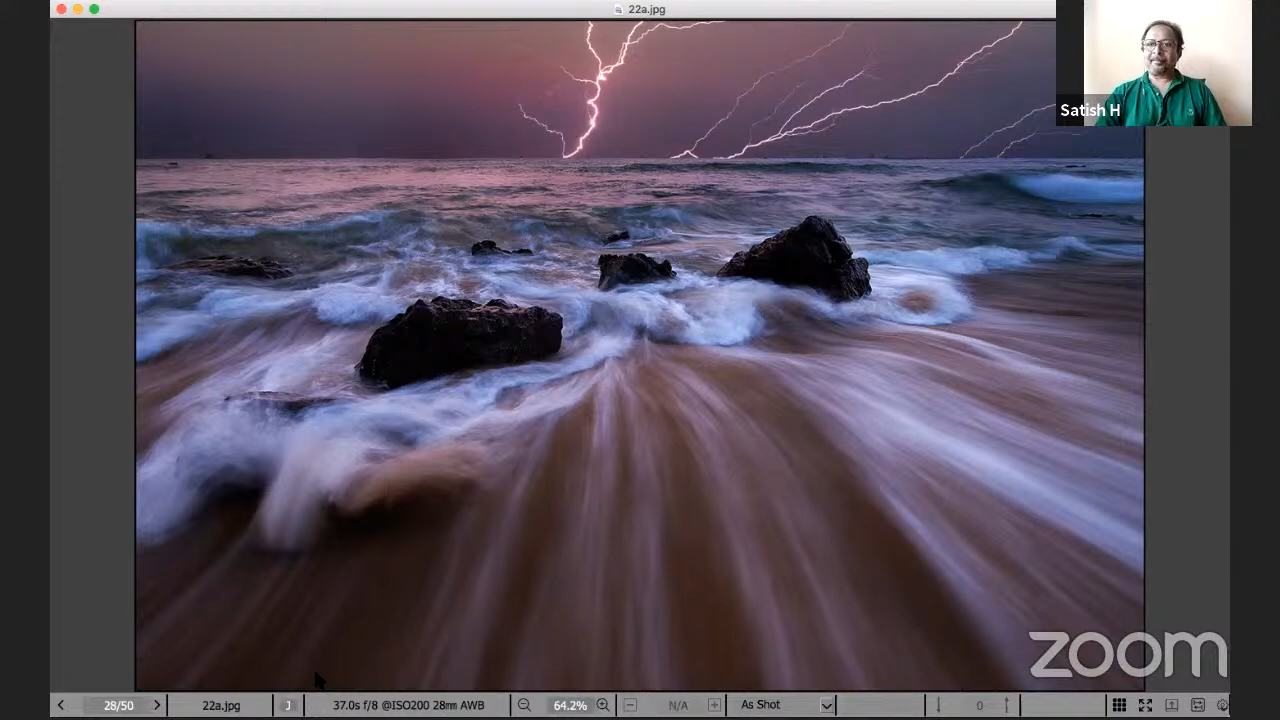 22a.jpg
Satish H
zoom
28/50
22a.jpg
J
37.0s f/8 @ISO200 28mm AWB
64.2%
N/A
As Shot
0